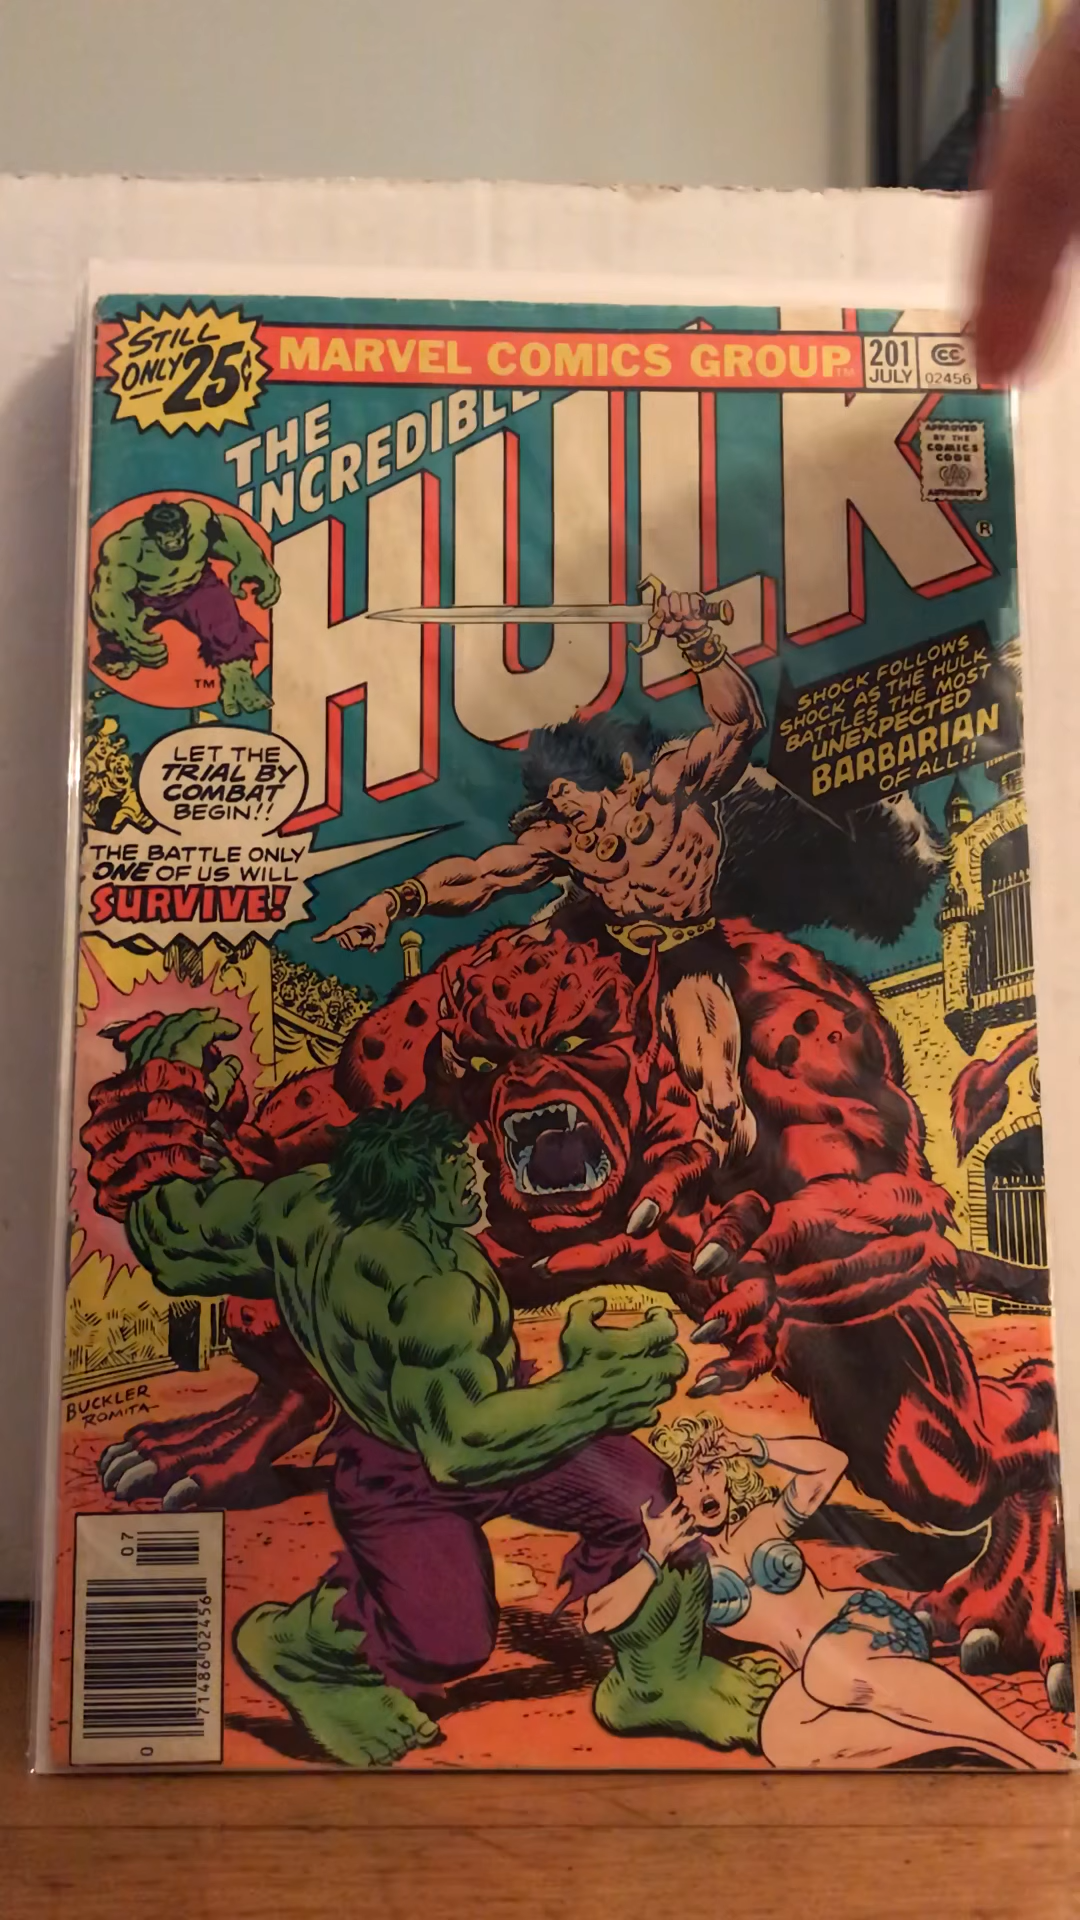 STILL
ONLY 25¢
MARVEL COMICS GROUP™
201
JULY
CC
02456
THE
INCREDIBLE
HULK
®
APPROVED
BY THE
COMICS
CODE
AUTHORITY
TM
SHOCK FOLLOWS
SHOCK AS THE HULK
BATTLES THE MOST
UNEXPECTED
BARBARIAN
OF ALL!!
LET THE
TRIAL BY
COMBAT
BEGIN!!
THE BATTLE ONLY
ONE OF US WILL
SURVIVE!
BUCKLER
ROMITA
07
71486 02456
0